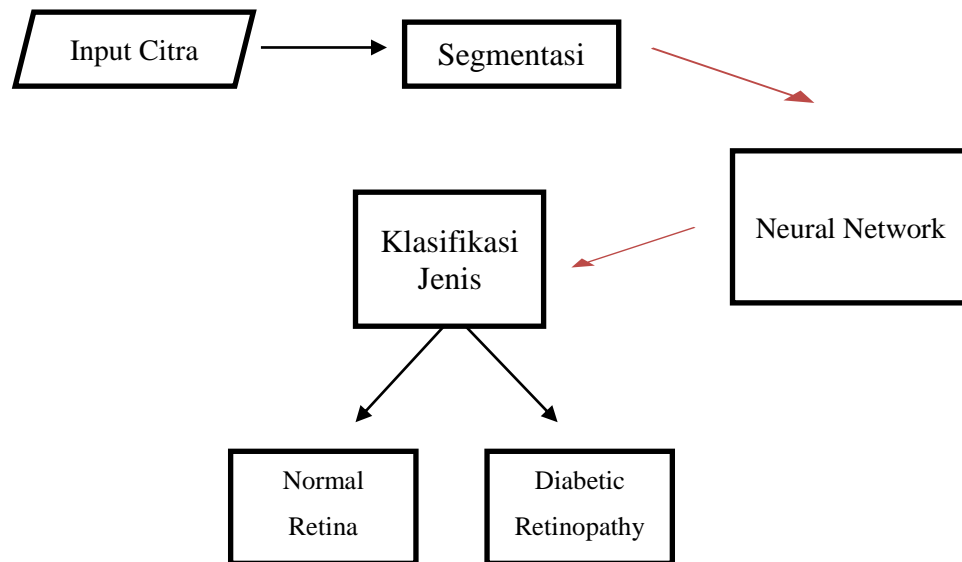 Input Citra
Segmentasi
Neural Network
Klasifikasi
Jenis
Normal
Retina
Diabetic
Retinopathy